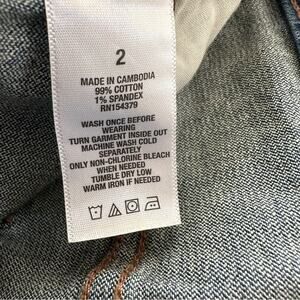 2
MADE IN CAMBODIA
99% COTTON
1% SPANDEX
RN154379
WASH ONCE BEFORE
WEARING
TURN GARMENT INSIDE OUT
MACHINE WASH COLD
SEPARATELY
ONLY NON-CHLORINE BLEACH
WHEN NEEDED
TUMBLE DRY LOW
WARM IRON IF NEEDED